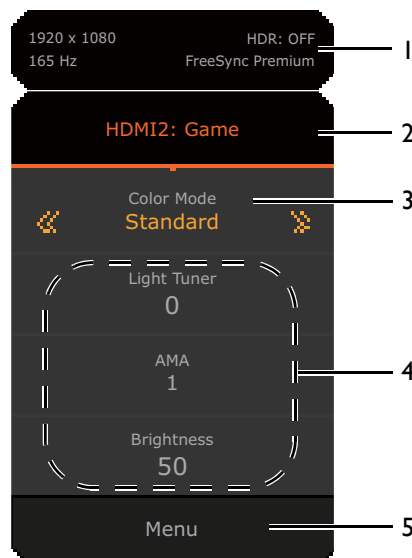 1920 x 1080 HDR: OFF
165 Hz FreeSync Premium
1
HDMI2: Game
2
Color Mode
3
Standard
Light Tuner
0
AMA
1
4
Brightness
50
Menu
5